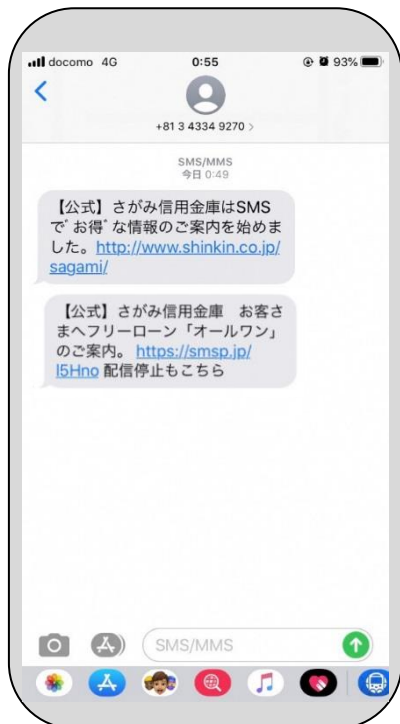 docomo 4G 0:55 93%
+81 3 4334 9270 >
SMS/MMS
今日 0:49
【公式】さがみ信用金庫はSMS
で゛お得゛な情報のご案内を始めま
した。http://www.shinkin.co.jp/
sagami/
【公式】さがみ信用金庫　お客さ
まへフリーローン「オールワン」
のご案内。 https://smsp.jp/
l5Hno 配信停止もこちら
SMS/MMS